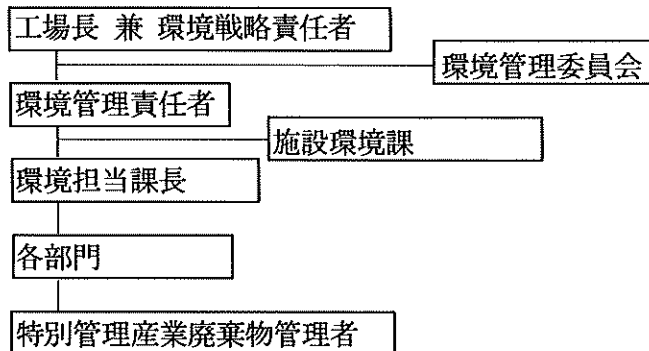 工場長 兼 環境戦略責任者
環境管理委員会
環境管理責任者
施設環境課
環境担当課長
各部門
特別管理産業廃棄物管理者